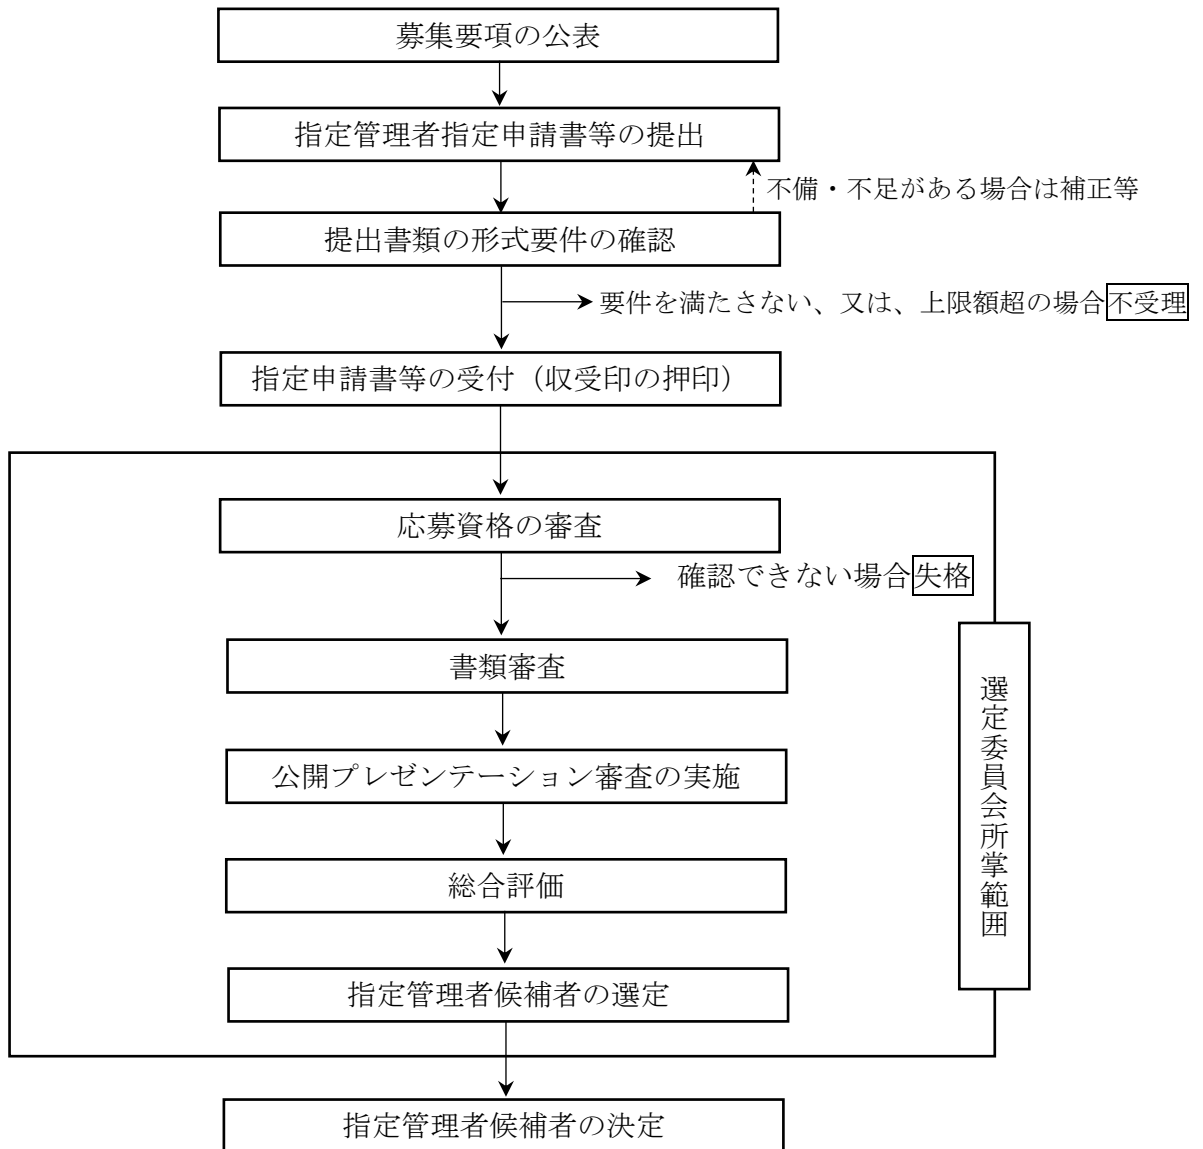 募集要項の公表
指定管理者指定申請書等の提出
不備・不足がある場合は補正等
提出書類の形式要件の確認
要件を満たさない、又は、上限額超の場合不受理
指定申請書等の受付（収受印の押印）
応募資格の審査
確認できない場合失格
書類審査
公開プレゼンテーション審査の実施
総合評価
指定管理者候補者の選定
選定委員会所掌範囲
指定管理者候補者の決定